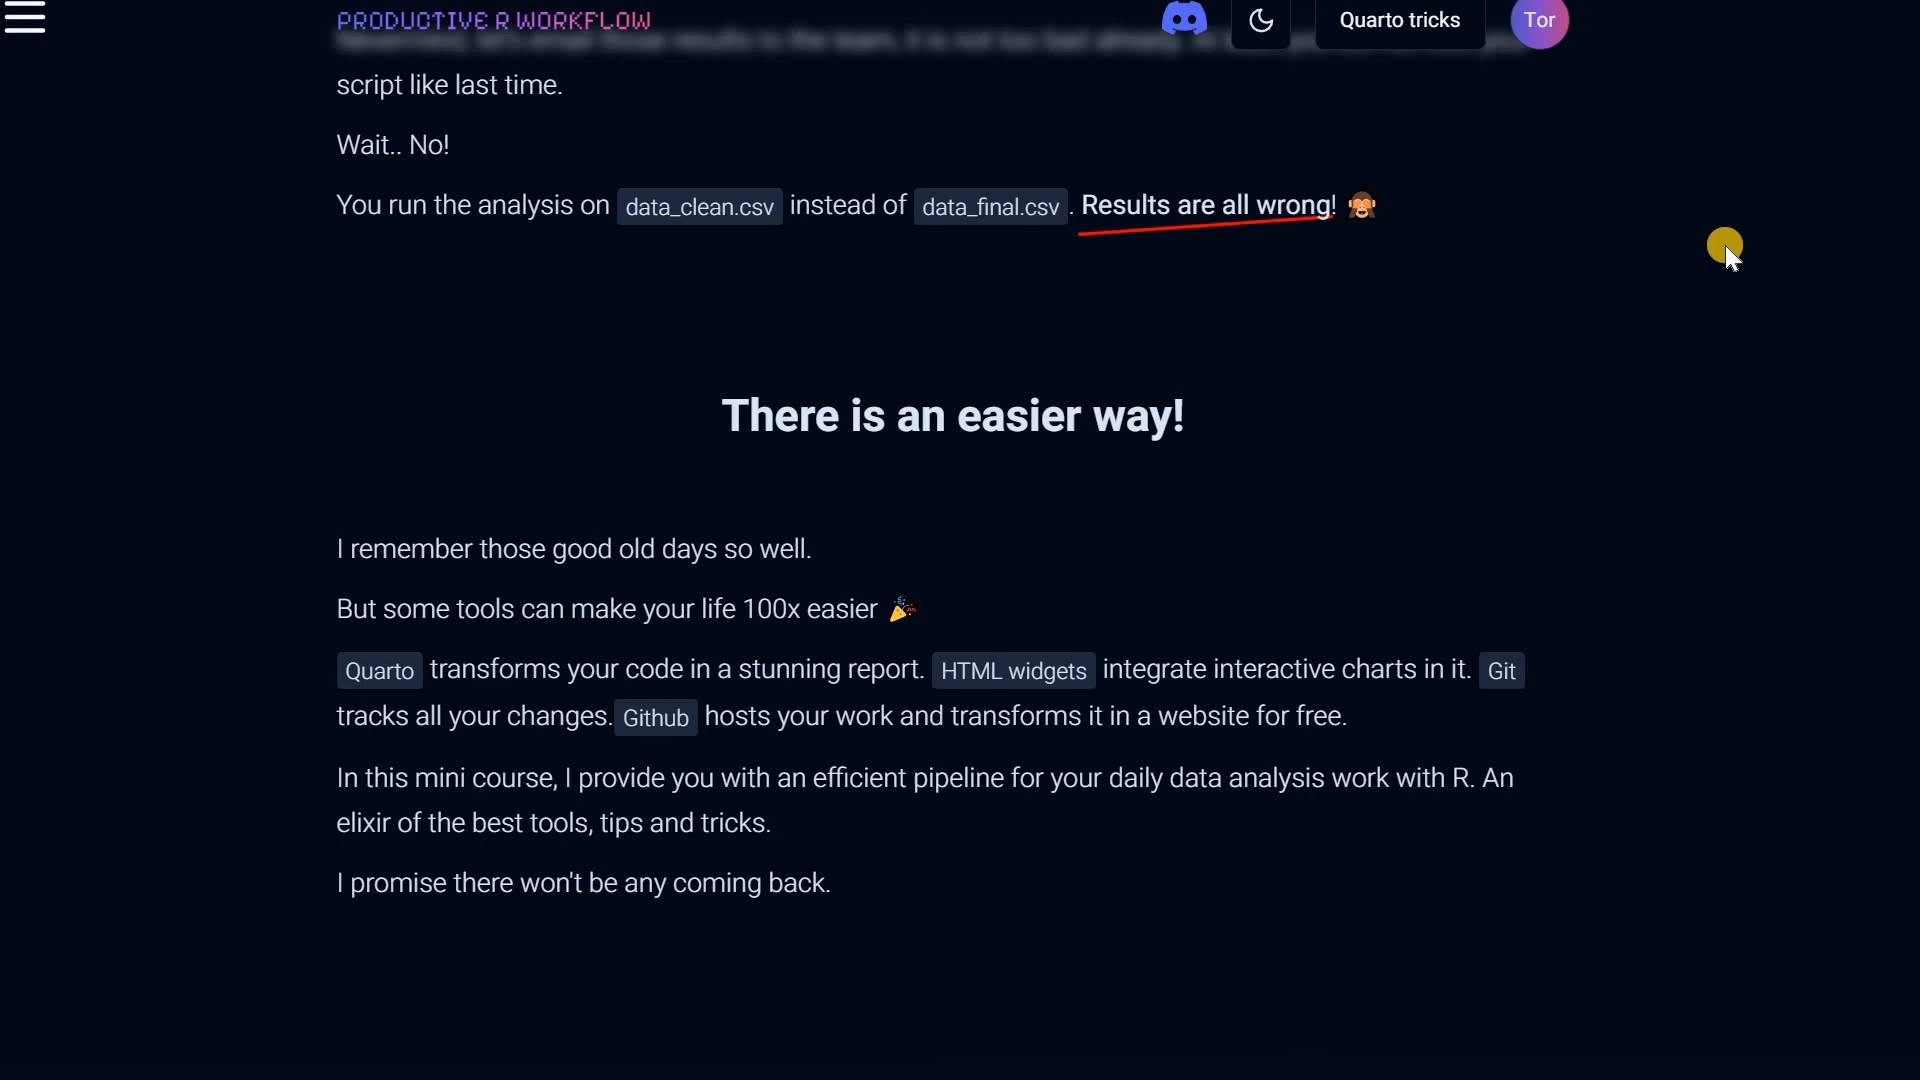 PRODUCTIVE R WORKFLOW
Quarto tricks
Tor
script like last time.
Wait.. No!
You run the analysis on data_clean.csv instead of data_final.csv . Results are all wrong! 🙈
There is an easier way!
I remember those good old days so well.
But some tools can make your life 100x easier 🎉
Quarto transforms your code in a stunning report. HTML widgets integrate interactive charts in it. Git
tracks all your changes. Github hosts your work and transforms it in a website for free.
In this mini course, I provide you with an efficient pipeline for your daily data analysis work with R. An
elixir of the best tools, tips and tricks.
I promise there won't be any coming back.